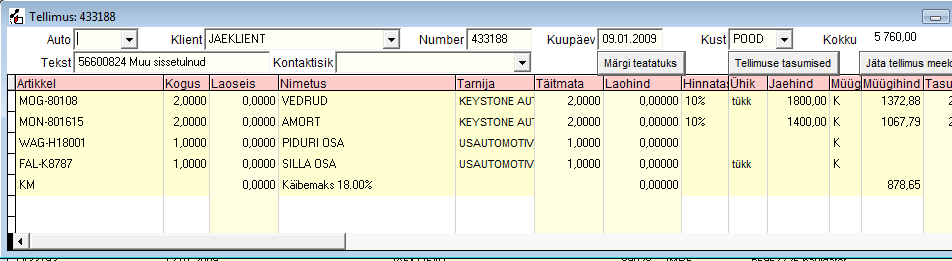 Tellimus: 433188
Auto Klient JAEKLIENT Number 433188 Kuupäev 09.01.2009 Kust POOD Kokku 5 760,00
Tekst 56600824 Muu sissetulnud Kontaktisik Märgi teatatuks Tellimuse tasumised Jäta tellimus meeld
Artikkel Kogus Laoseis Nimetus Tarnija Täitmata Laohind Hinnatas Ühik Jaehind Müüg Müügihind Tasu
MOG-80108 2,0000 0,0000 VEDRUD KEYSTONE AUT 2,0000 0,00000 10% tükk 1800,00 K 1372,88
MON-801615 2,0000 0,0000 AMORT KEYSTONE AUT 2,0000 0,00000 10% 1400,00 K 1067,79
WAG-H18001 1,0000 0,0000 PIDURI OSA USAUTOMOTIV 1,0000 0,00000 K
FAL-K8787 1,0000 0,0000 SILLA OSA USAUTOMOTIV 1,0000 0,00000 tükk K
KM 0,0000 Käibemaks 18.00% 0,00000 878,65